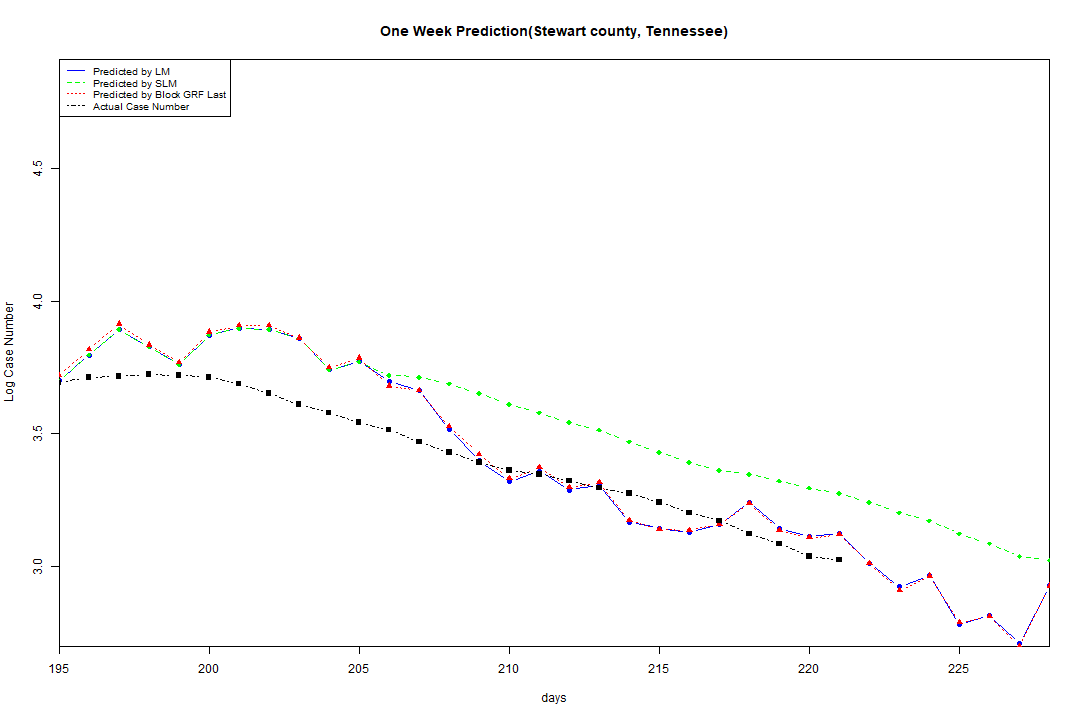 One Week Prediction(Stewart county, Tennessee)
Predicted by LM
Predicted by SLM
Predicted by Block GRF Last
Actual Case Number
Log Case Number
4.5
4.0
3.5
3.0
195 200 205 210 215 220 225
days